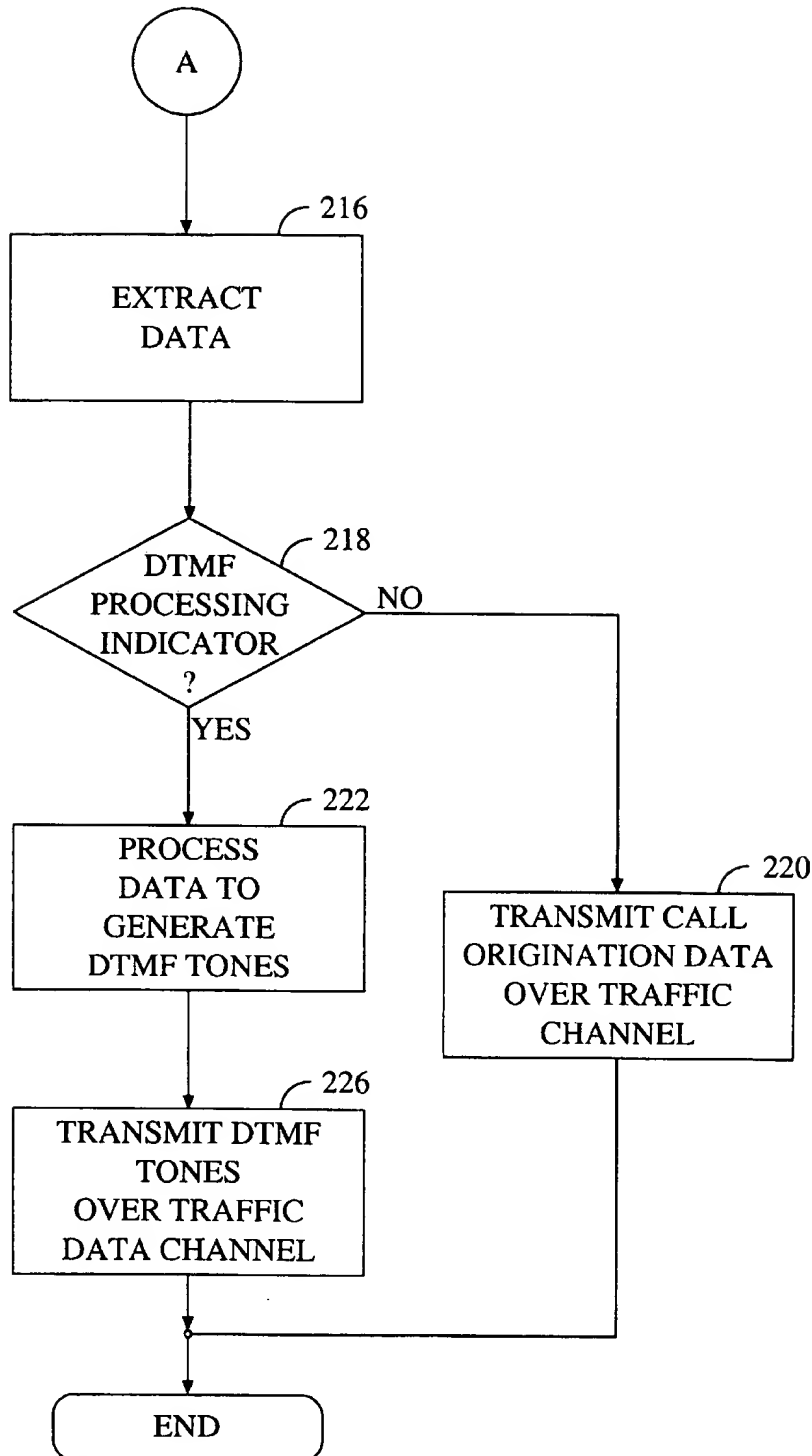 A
216
EXTRACT
DATA
218
DTMF
PROCESSING
INDICATOR
?
NO
YES
222
PROCESS
DATA TO
GENERATE
DTMF TONES
220
TRANSMIT CALL
ORIGINATION DATA
OVER TRAFFIC
CHANNEL
226
TRANSMIT DTMF
TONES
OVER TRAFFIC
DATA CHANNEL
END